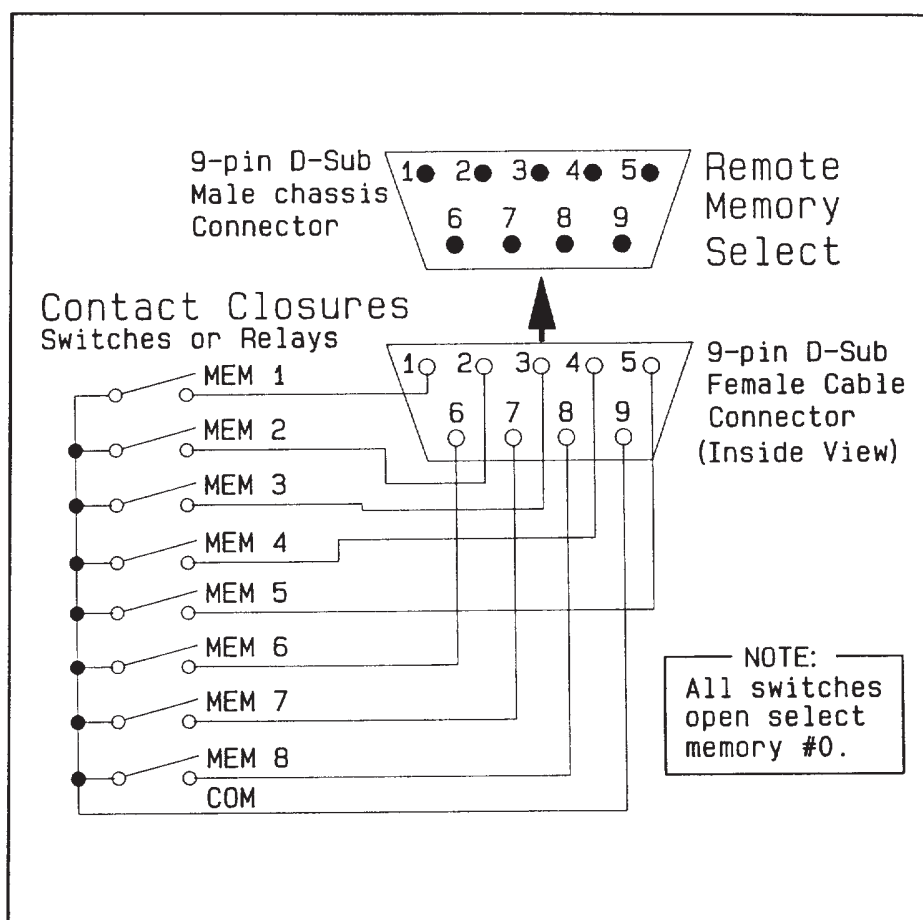 9-pin D-Sub
Male chassis
Connector
1 2 3 4 5
6 7 8 9
Remote
Memory
Select
Contact Closures
Switches or Relays
1 2 3 4 5
6 7 8 9
9-pin D-Sub
Female Cable
Connector
(Inside View)
MEM 1
MEM 2
MEM 3
MEM 4
MEM 5
MEM 6
MEM 7
MEM 8
COM
NOTE:
All switches
open select
memory #0.